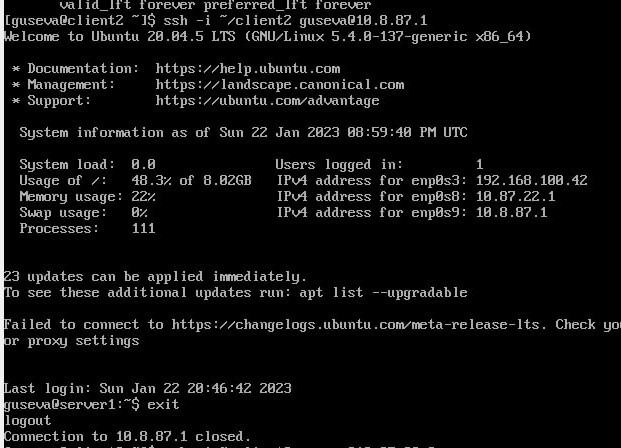 valid_lft forever preferred_lft forever
[guseva@client2 ~]$ ssh -i ~/client2 guseva@10.8.87.1
Welcome to Ubuntu 20.04.5 LTS (GNU/Linux 5.4.0-137-generic x86_64)
* Documentation:  https://help.ubuntu.com
* Management:     https://landscape.canonical.com
* Support:        https://ubuntu.com/advantage
System information as of Sun 22 Jan 2023 08:59:40 PM UTC
System load:  0.0               Users logged in:         1
Usage of /:   48.3% of 8.02GB   IPv4 address for enp0s3: 192.168.100.42
Memory usage: 22%               IPv4 address for enp0s8: 10.87.22.1
Swap usage:   0%                IPv4 address for enp0s9: 10.8.87.1
Processes:    111
23 updates can be applied immediately.
To see these additional updates run: apt list --upgradable
Failed to connect to https://changelogs.ubuntu.com/meta-release-lts. Check yo
or proxy settings
Last login: Sun Jan 22 20:46:42 2023
guseva@server1:~$ exit
logout
Connection to 10.8.87.1 closed.